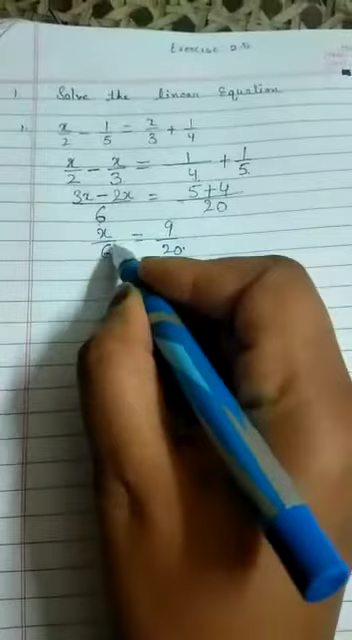 Exercise 2.5
1 Solve the linear Equation
1. x/2 - 1/5 = x/3 + 1/4
x/2 - x/3 = 1/4 + 1/5
3x - 2x/6 = 5+4/20
x/6 = 9/20